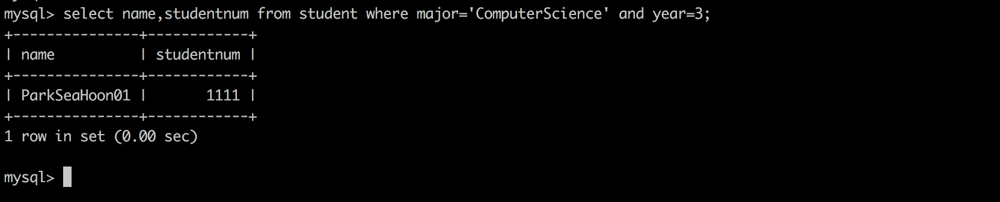 mysql> select name,studentnum from student where major='ComputerScience' and year=3;
+---------------+------------+
| name          | studentnum |
+---------------+------------+
| ParkSeaHoon01 |       1111 |
+---------------+------------+
1 row in set (0.00 sec)
mysql>